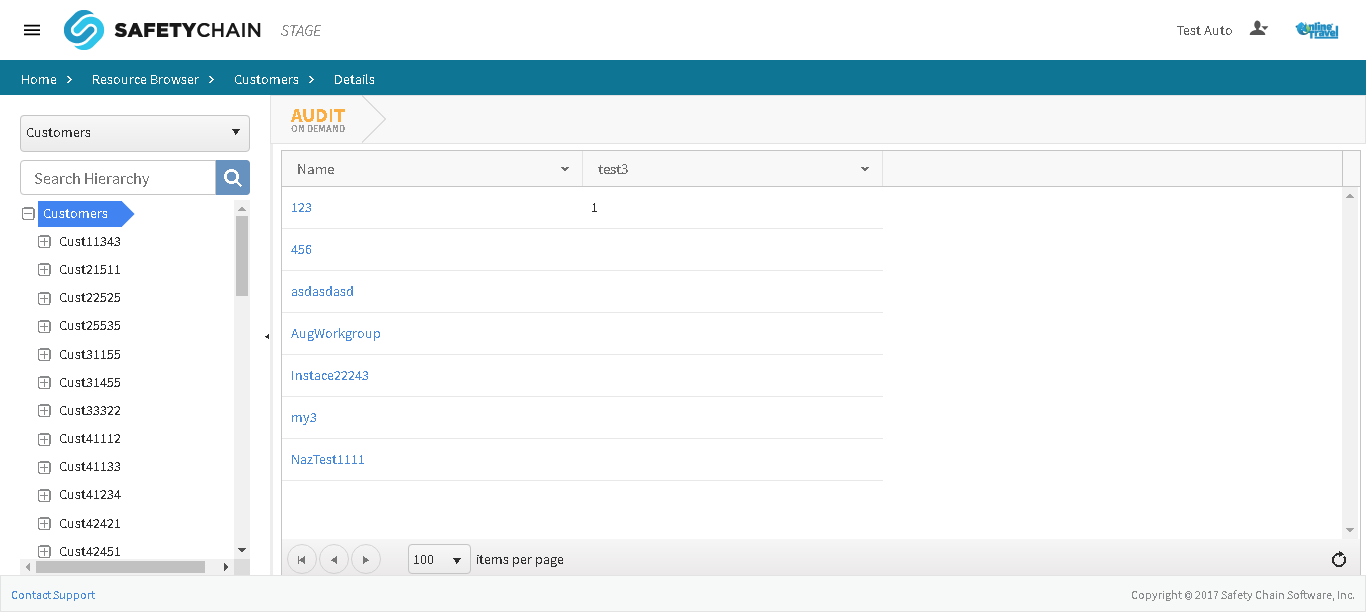 SAFETYCHAIN STAGE
Test Auto
Online Travel
Home > Resource Browser > Customers > Details
Customers
Search Hierarchy
Customers
Cust11343
Cust21511
Cust22525
Cust25535
Cust31155
Cust31455
Cust33322
Cust41112
Cust41133
Cust41234
Cust42421
Cust42451
AUDIT
ON DEMAND
Name test3
123 1
456
asdasdasd
AugWorkgroup
Instace22243
my3
NazTest1111
100 items per page
Contact Support
Copyright © 2017 Safety Chain Software, Inc.